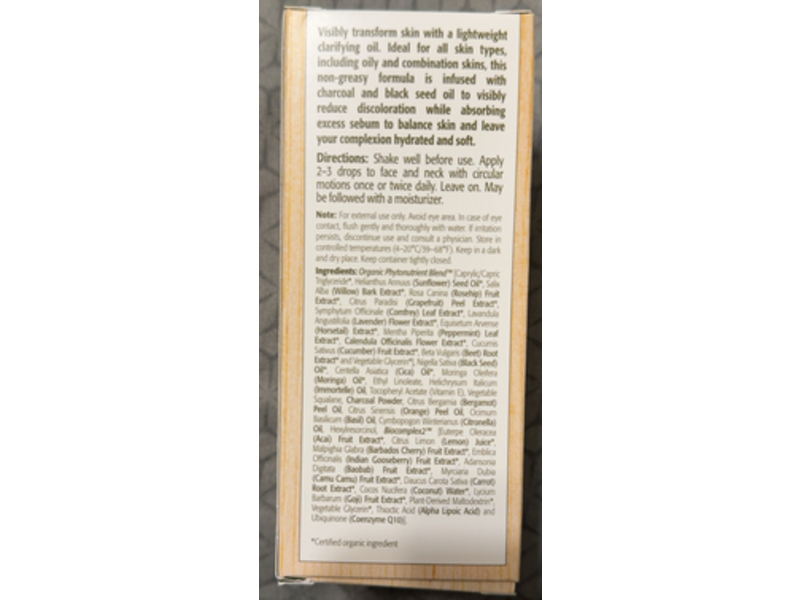 Visibly transform skin with a lightweight
clarifying oil. Ideal for all skin types,
including oily and combination skins, this
non-greasy formula is infused with
charcoal and black seed oil to visibly
reduce discoloration while absorbing
excess sebum to balance skin and leave
your complexion hydrated and soft.
Directions: Shake well before use. Apply
2–3 drops to face and neck with circular
motions once or twice daily. Leave on. May
be followed with a moisturizer.
Note: For external use only. Avoid eye area. In case of eye
contact, flush gently and thoroughly with water. If irritation
persists, discontinue use and consult a physician. Store in
controlled temperatures (4–20°C/39–68°F). Keep in a dark
and dry place. Keep container tightly closed.
Ingredients: Organic Phytonutrient Blend™ [Caprylic/Capric
Triglyceride*, Helianthus Annuus (Sunflower) Seed Oil*, Salix
Alba (Willow) Bark Extract*, Rosa Canina (Rosehip) Fruit
Extract*, Citrus Paradisi (Grapefruit) Peel Extract*,
Symphytum Officinale (Comfrey) Leaf Extract*, Lavandula
Angustifolia (Lavender) Flower Extract*, Equisetum Arvense
(Horsetail) Extract*, Mentha Piperita (Peppermint) Leaf
Extract*, Calendula Officinalis Flower Extract*, Cucumis
Sativus (Cucumber) Fruit Extract*, Beta Vulgaris (Beet) Root
Extract* and Vegetable Glycerin*], Nigella Sativa (Black Seed)
Oil*, Centella Asiatica (Cica) Oil*, Moringa Oleifera
(Moringa) Oil*, Ethyl Linoleate, Helichrysum Italicum
(Immortelle) Oil, Tocopheryl Acetate (Vitamin E), Vegetable
Squalane, Charcoal Powder, Citrus Bergamia (Bergamot)
Peel Oil, Citrus Sinensis (Orange) Peel Oil, Ocimum
Basilicum (Basil) Oil, Cymbopogon Winterianus (Citronella)
Oil, Hexylresorcinol, Biocomplex2™ [Euterpe Oleracea
(Acai) Fruit Extract*, Citrus Limon (Lemon) Juice*,
Malpighia Glabra (Barbados Cherry) Fruit Extract*, Emblica
Officinalis (Indian Gooseberry) Fruit Extract*, Adansonia
Digitata (Baobab) Fruit Extract*, Myrciaria Dubia
(Camu Camu) Fruit Extract*, Daucus Carota Sativa (Carrot)
Root Extract*, Cocos Nucifera (Coconut) Water*, Lycium
Barbarum (Goji) Fruit Extract*, Plant-Derived Maltodextrin*,
Vegetable Glycerin*, Thioctic Acid (Alpha Lipoic Acid) and
Ubiquinone (Coenzyme Q10)].
*Certified organic ingredient